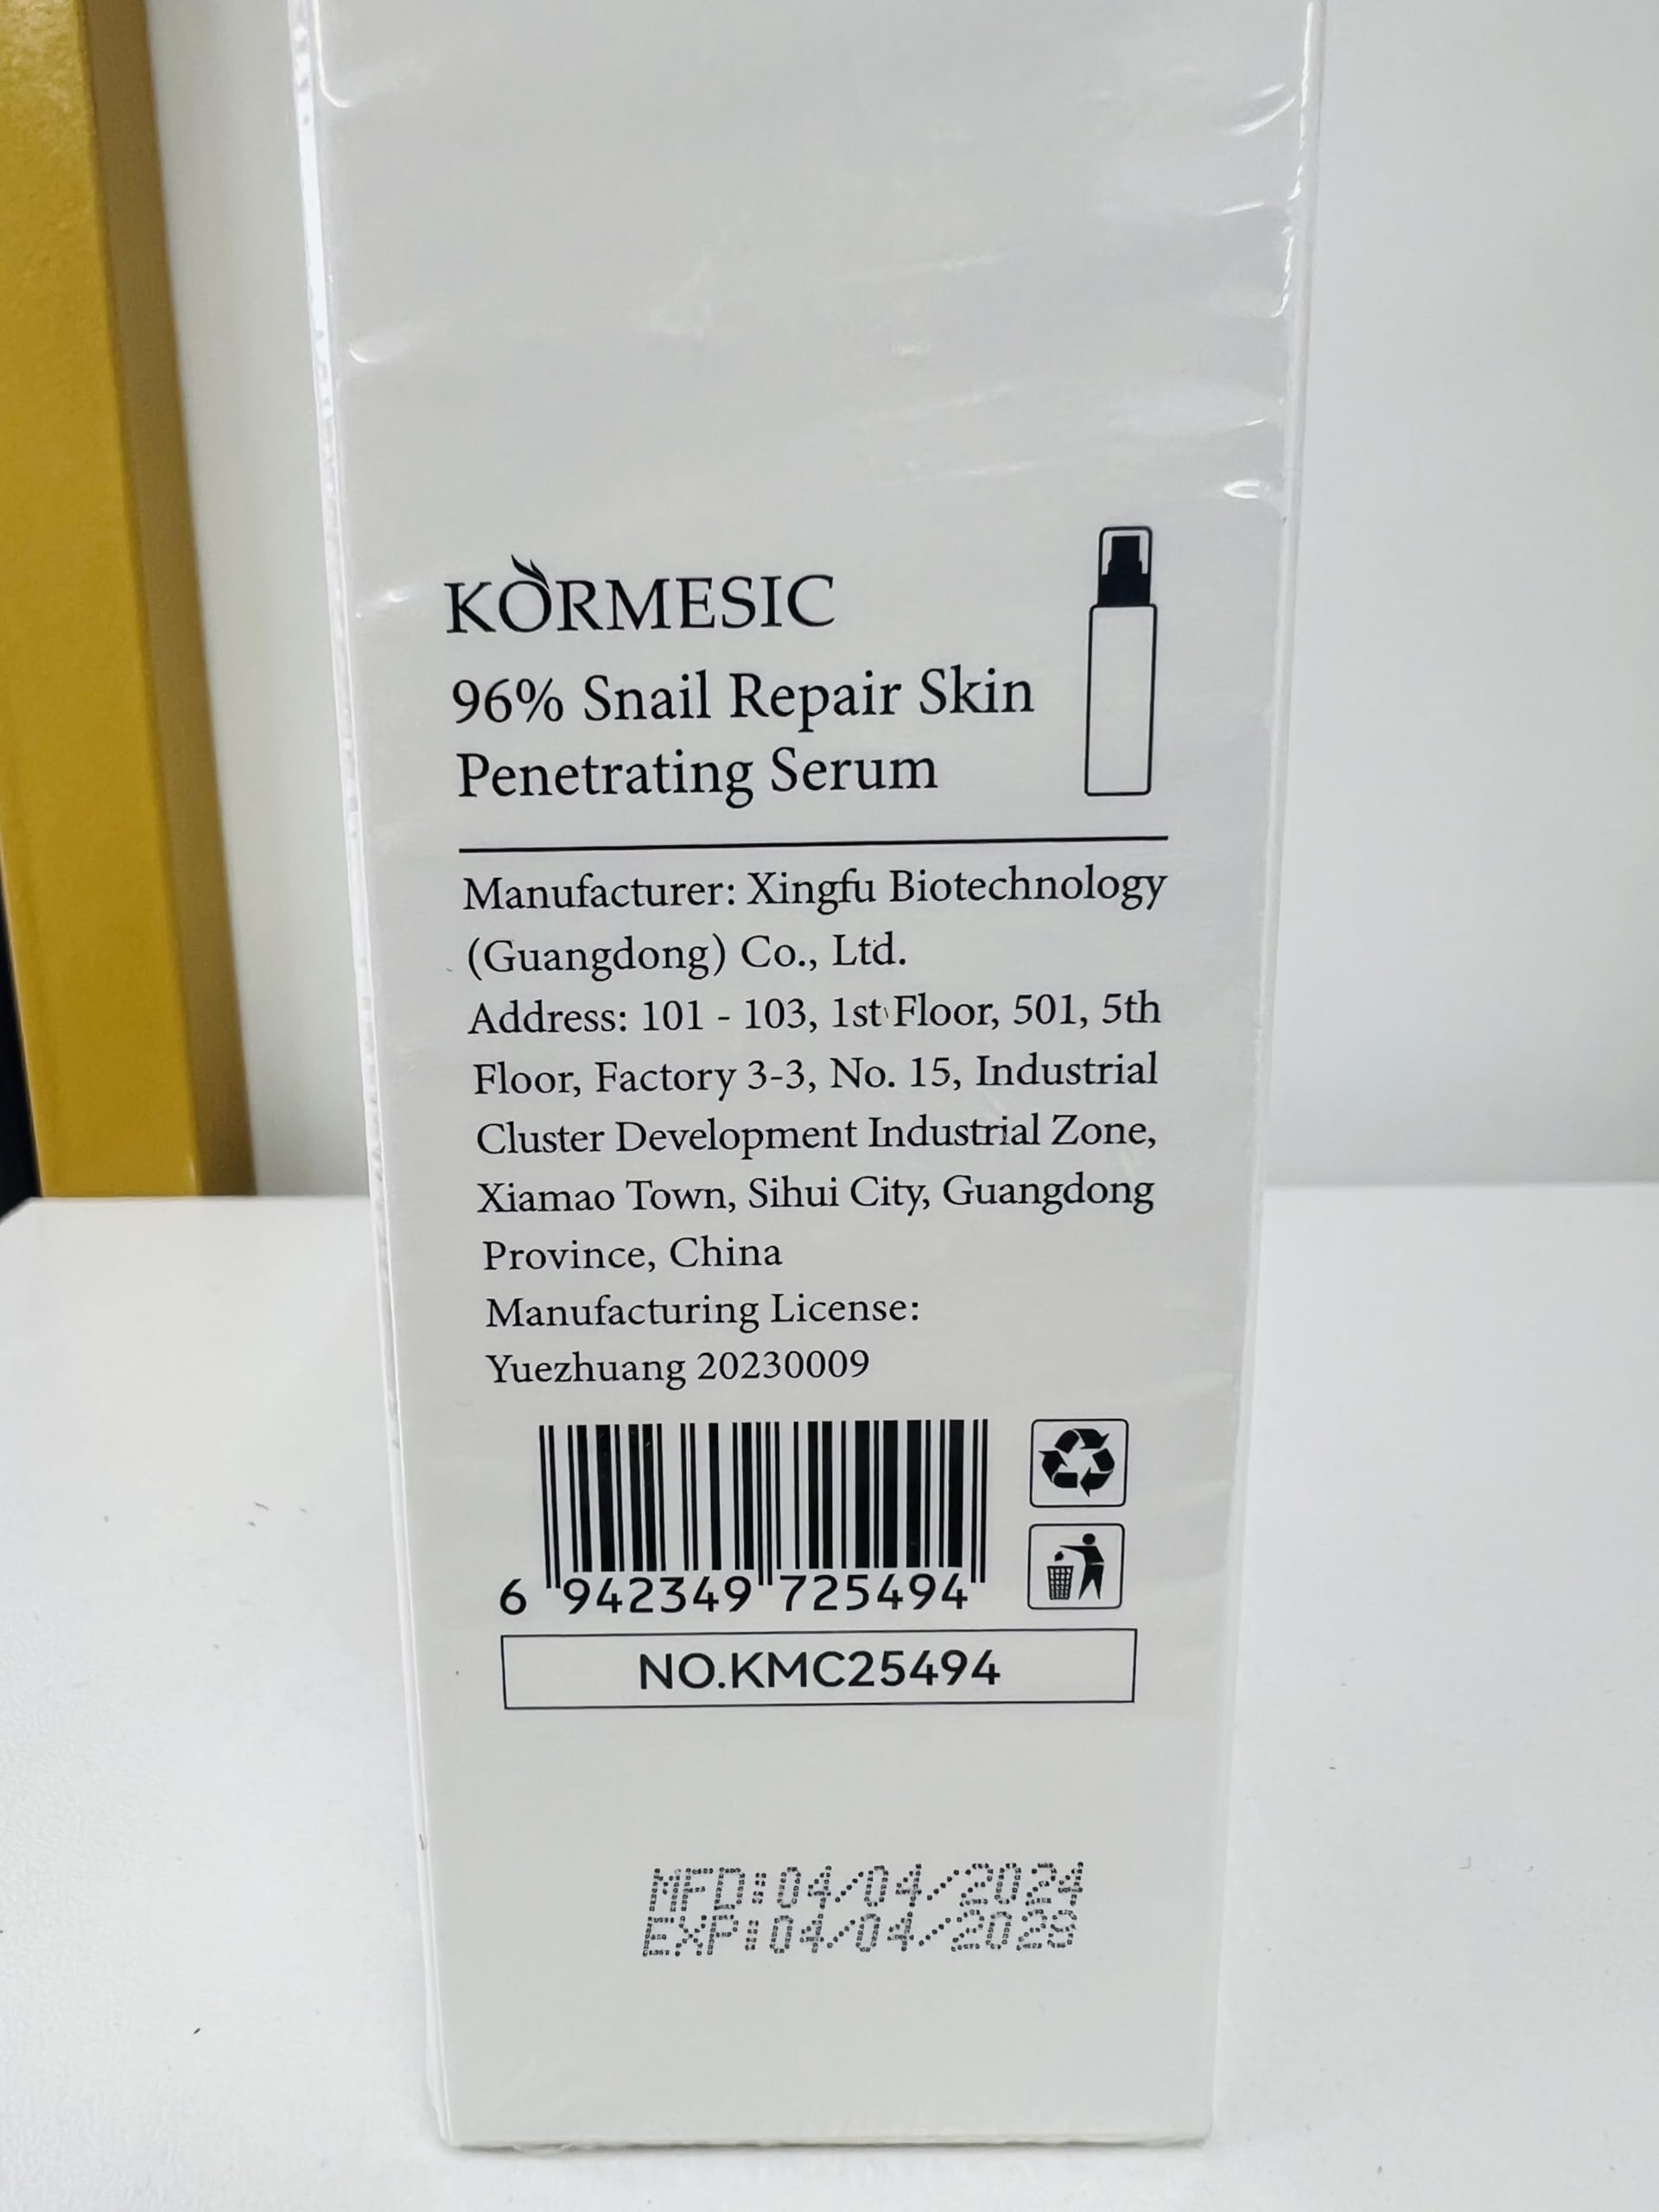 KORMESIC
96% Snail Repair Skin
Penetrating Serum
Manufacturer: Xingfu Biotechnology
(Guangdong) Co., Ltd.
Address: 101 - 103, 1st Floor, 501, 5th
Floor, Factory 3-3, No. 15, Industrial
Cluster Development Industrial Zone,
Xiamao Town, Sihui City, Guangdong
Province, China
Manufacturing License:
Yuezhuang 20230009
6 942349 725494
NO.KMC25494
MFD:04/04/2024
EXP:04/04/2028